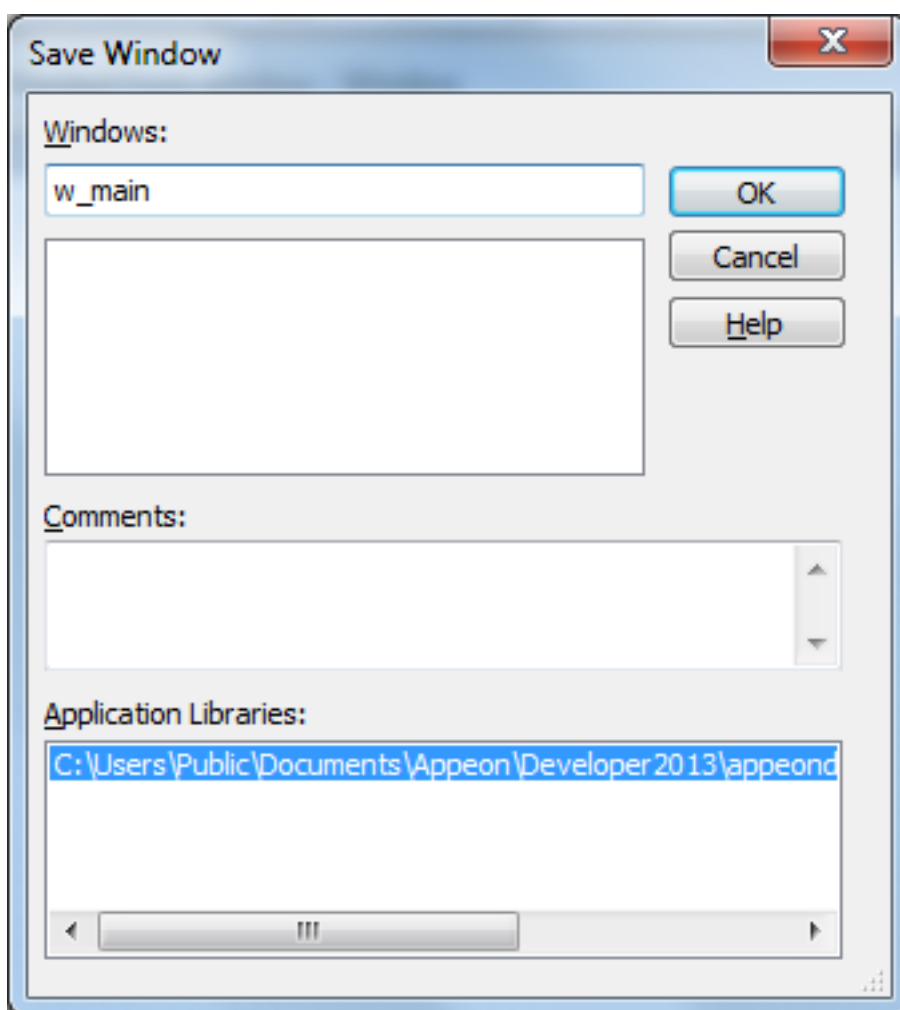 Save Window
Windows:
w_main
OK
Cancel
Help
Comments:
Application Libraries:
C:\Users\Public\Documents\Appeon\Developer2013\appeond